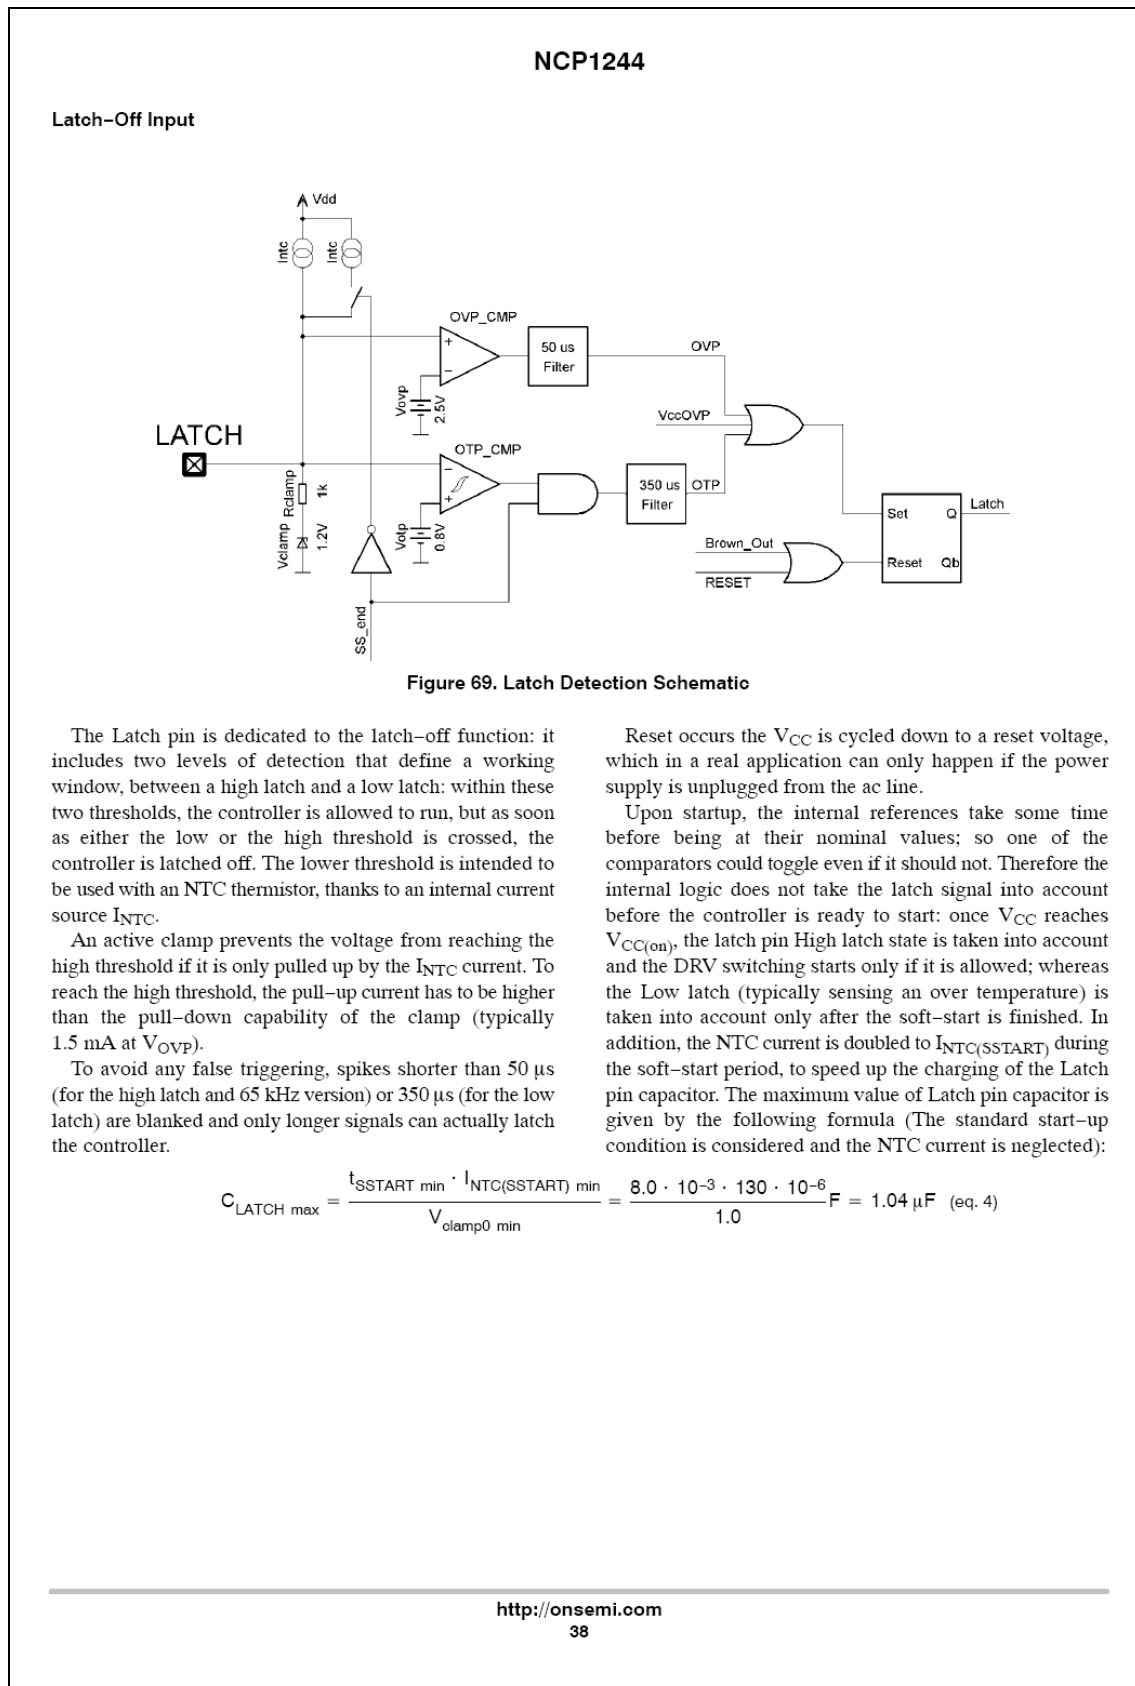 NCP1244
Latch−Off Input
Vdd
Intc
Intc
OVP_CMP
+
−
50 us
Filter
OVP
Vovp
2.5V
VccOVP
LATCH
OTP_CMP
−
+
Rclamp
1k
350 us
Filter
OTP
Set Q Latch
Vclamp
1.2V
Votp
0.8V
Brown_Out
Reset Qb
RESET
SS_end
Figure 69. Latch Detection Schematic
The Latch pin is dedicated to the latch−off function: it
includes two levels of detection that define a working
window, between a high latch and a low latch: within these
two thresholds, the controller is allowed to run, but as soon
as either the low or the high threshold is crossed, the
controller is latched off. The lower threshold is intended to
be used with an NTC thermistor, thanks to an internal current
source INTC.
An active clamp prevents the voltage from reaching the
high threshold if it is only pulled up by the INTC current. To
reach the high threshold, the pull−up current has to be higher
than the pull−down capability of the clamp (typically
1.5 mA at VOVP).
To avoid any false triggering, spikes shorter than 50 μs
(for the high latch and 65 kHz version) or 350 μs (for the low
latch) are blanked and only longer signals can actually latch
the controller.
Reset occurs the VCC is cycled down to a reset voltage,
which in a real application can only happen if the power
supply is unplugged from the ac line.
Upon startup, the internal references take some time
before being at their nominal values; so one of the
comparators could toggle even if it should not. Therefore the
internal logic does not take the latch signal into account
before the controller is ready to start: once VCC reaches
VCC(on), the latch pin High latch state is taken into account
and the DRV switching starts only if it is allowed; whereas
the Low latch (typically sensing an over temperature) is
taken into account only after the soft−start is finished. In
addition, the NTC current is doubled to INTC(SSTART) during
the soft−start period, to speed up the charging of the Latch
pin capacitor. The maximum value of Latch pin capacitor is
given by the following formula (The standard start−up
condition is considered and the NTC current is neglected):
CLATCH max = tSSTART min · INTC(SSTART) min / Vclamp0 min = 8.0 · 10−3 · 130 · 10−6 / 1.0 F = 1.04 μF (eq. 4)
http://onsemi.com
38